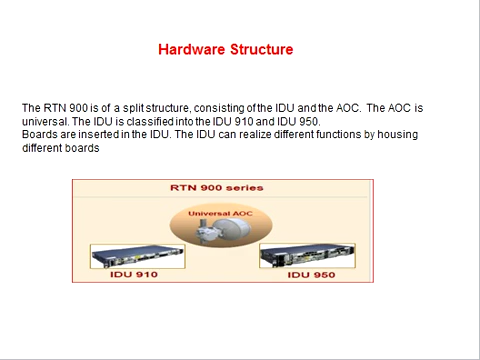 Hardware Structure
The RTN 900 is of a split structure, consisting of the IDU and the AOC. The AOC is
universal. The IDU is classified into the IDU 910 and IDU 950.
Boards are inserted in the IDU. The IDU can realize different functions by housing
different boards
RTN 900 series
Universal AOC
IDU 910
IDU 950